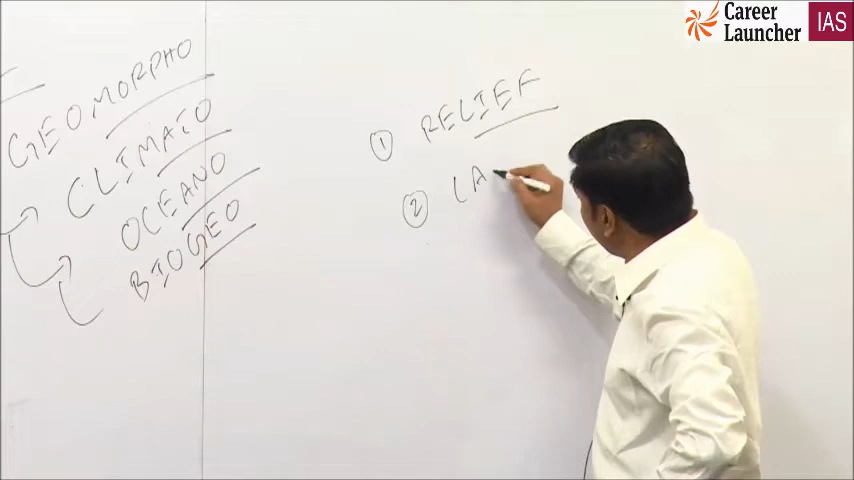 Career
Launcher
IAS
GEOMORPHO
CLIMATO
OCEANO
BIOGEO
1 RELIEF
2 LA